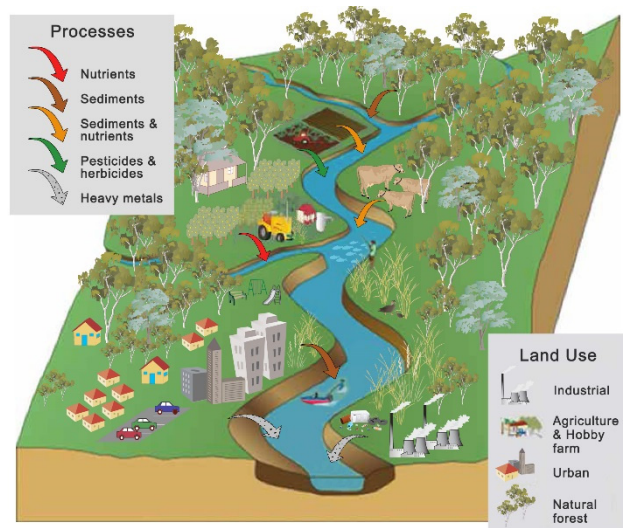 Processes
Nutrients
Sediments
Sediments &
nutrients
Pesticides &
herbicides
Heavy metals
Land Use
Industrial
Agriculture
& Hobby
farm
Urban
Natural
forest